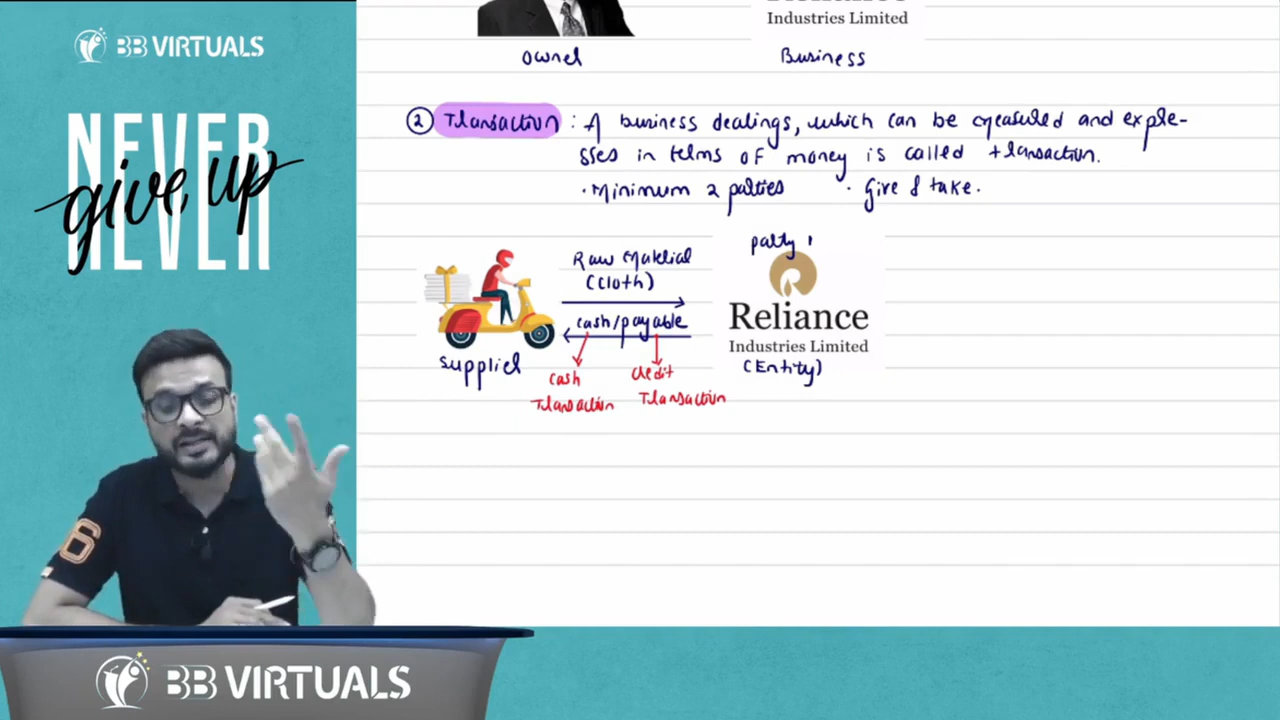 BB VIRTUALS
NEVER
give up
NEVER
Industries Limited
owner
Business
② Transaction : A business dealings, which can be measured and expre-
sses in terms of money is called transaction.
· Minimum 2 parties · Give & take.
party 1
Raw Material
(cloth)
cash/payable
Reliance
Industries Limited
(Entity)
supplier
cash
Transaction
credit
Transaction
6
BB VIRTUALS